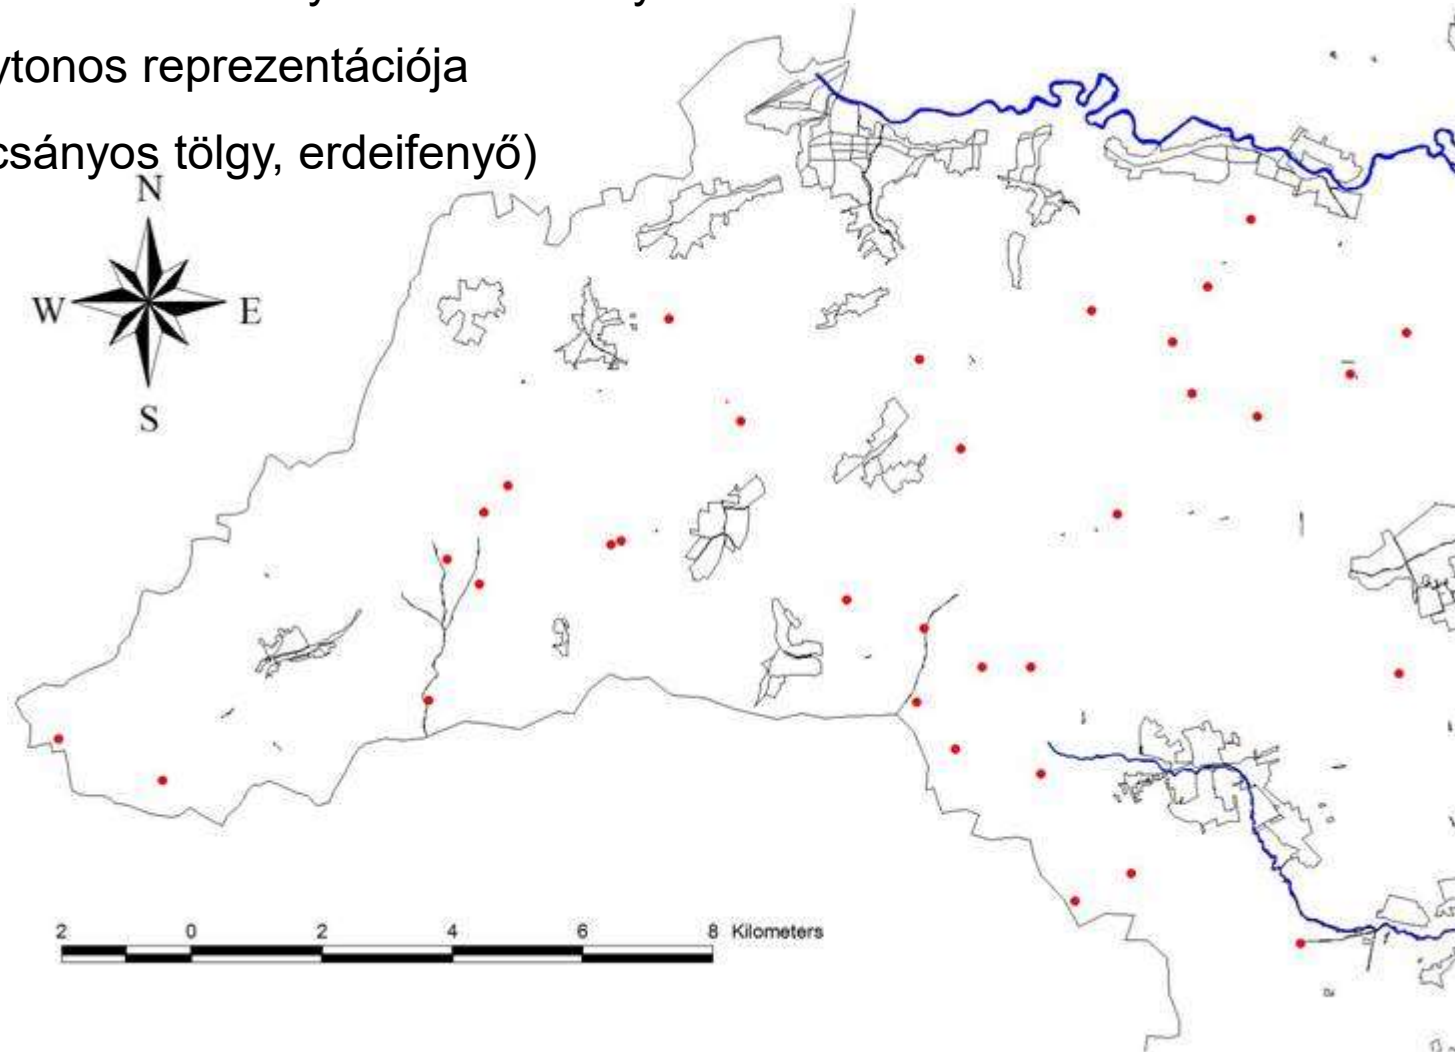 ytonos reprezentációja
csányos tölgy, erdeifenyő)
N
W E
S
2 0 2 4 6 8 Kilometers